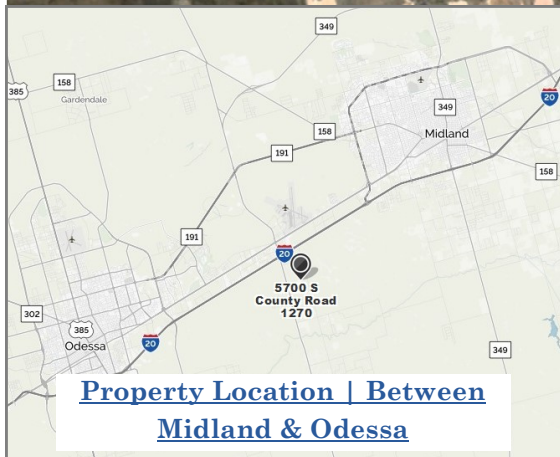 349
385
158
Gardendale
20
349
158
Midland
191
158
191
20
5700 S
County Road
1270
302
385
Odessa
20
349
Property Location | Between
Midland & Odessa